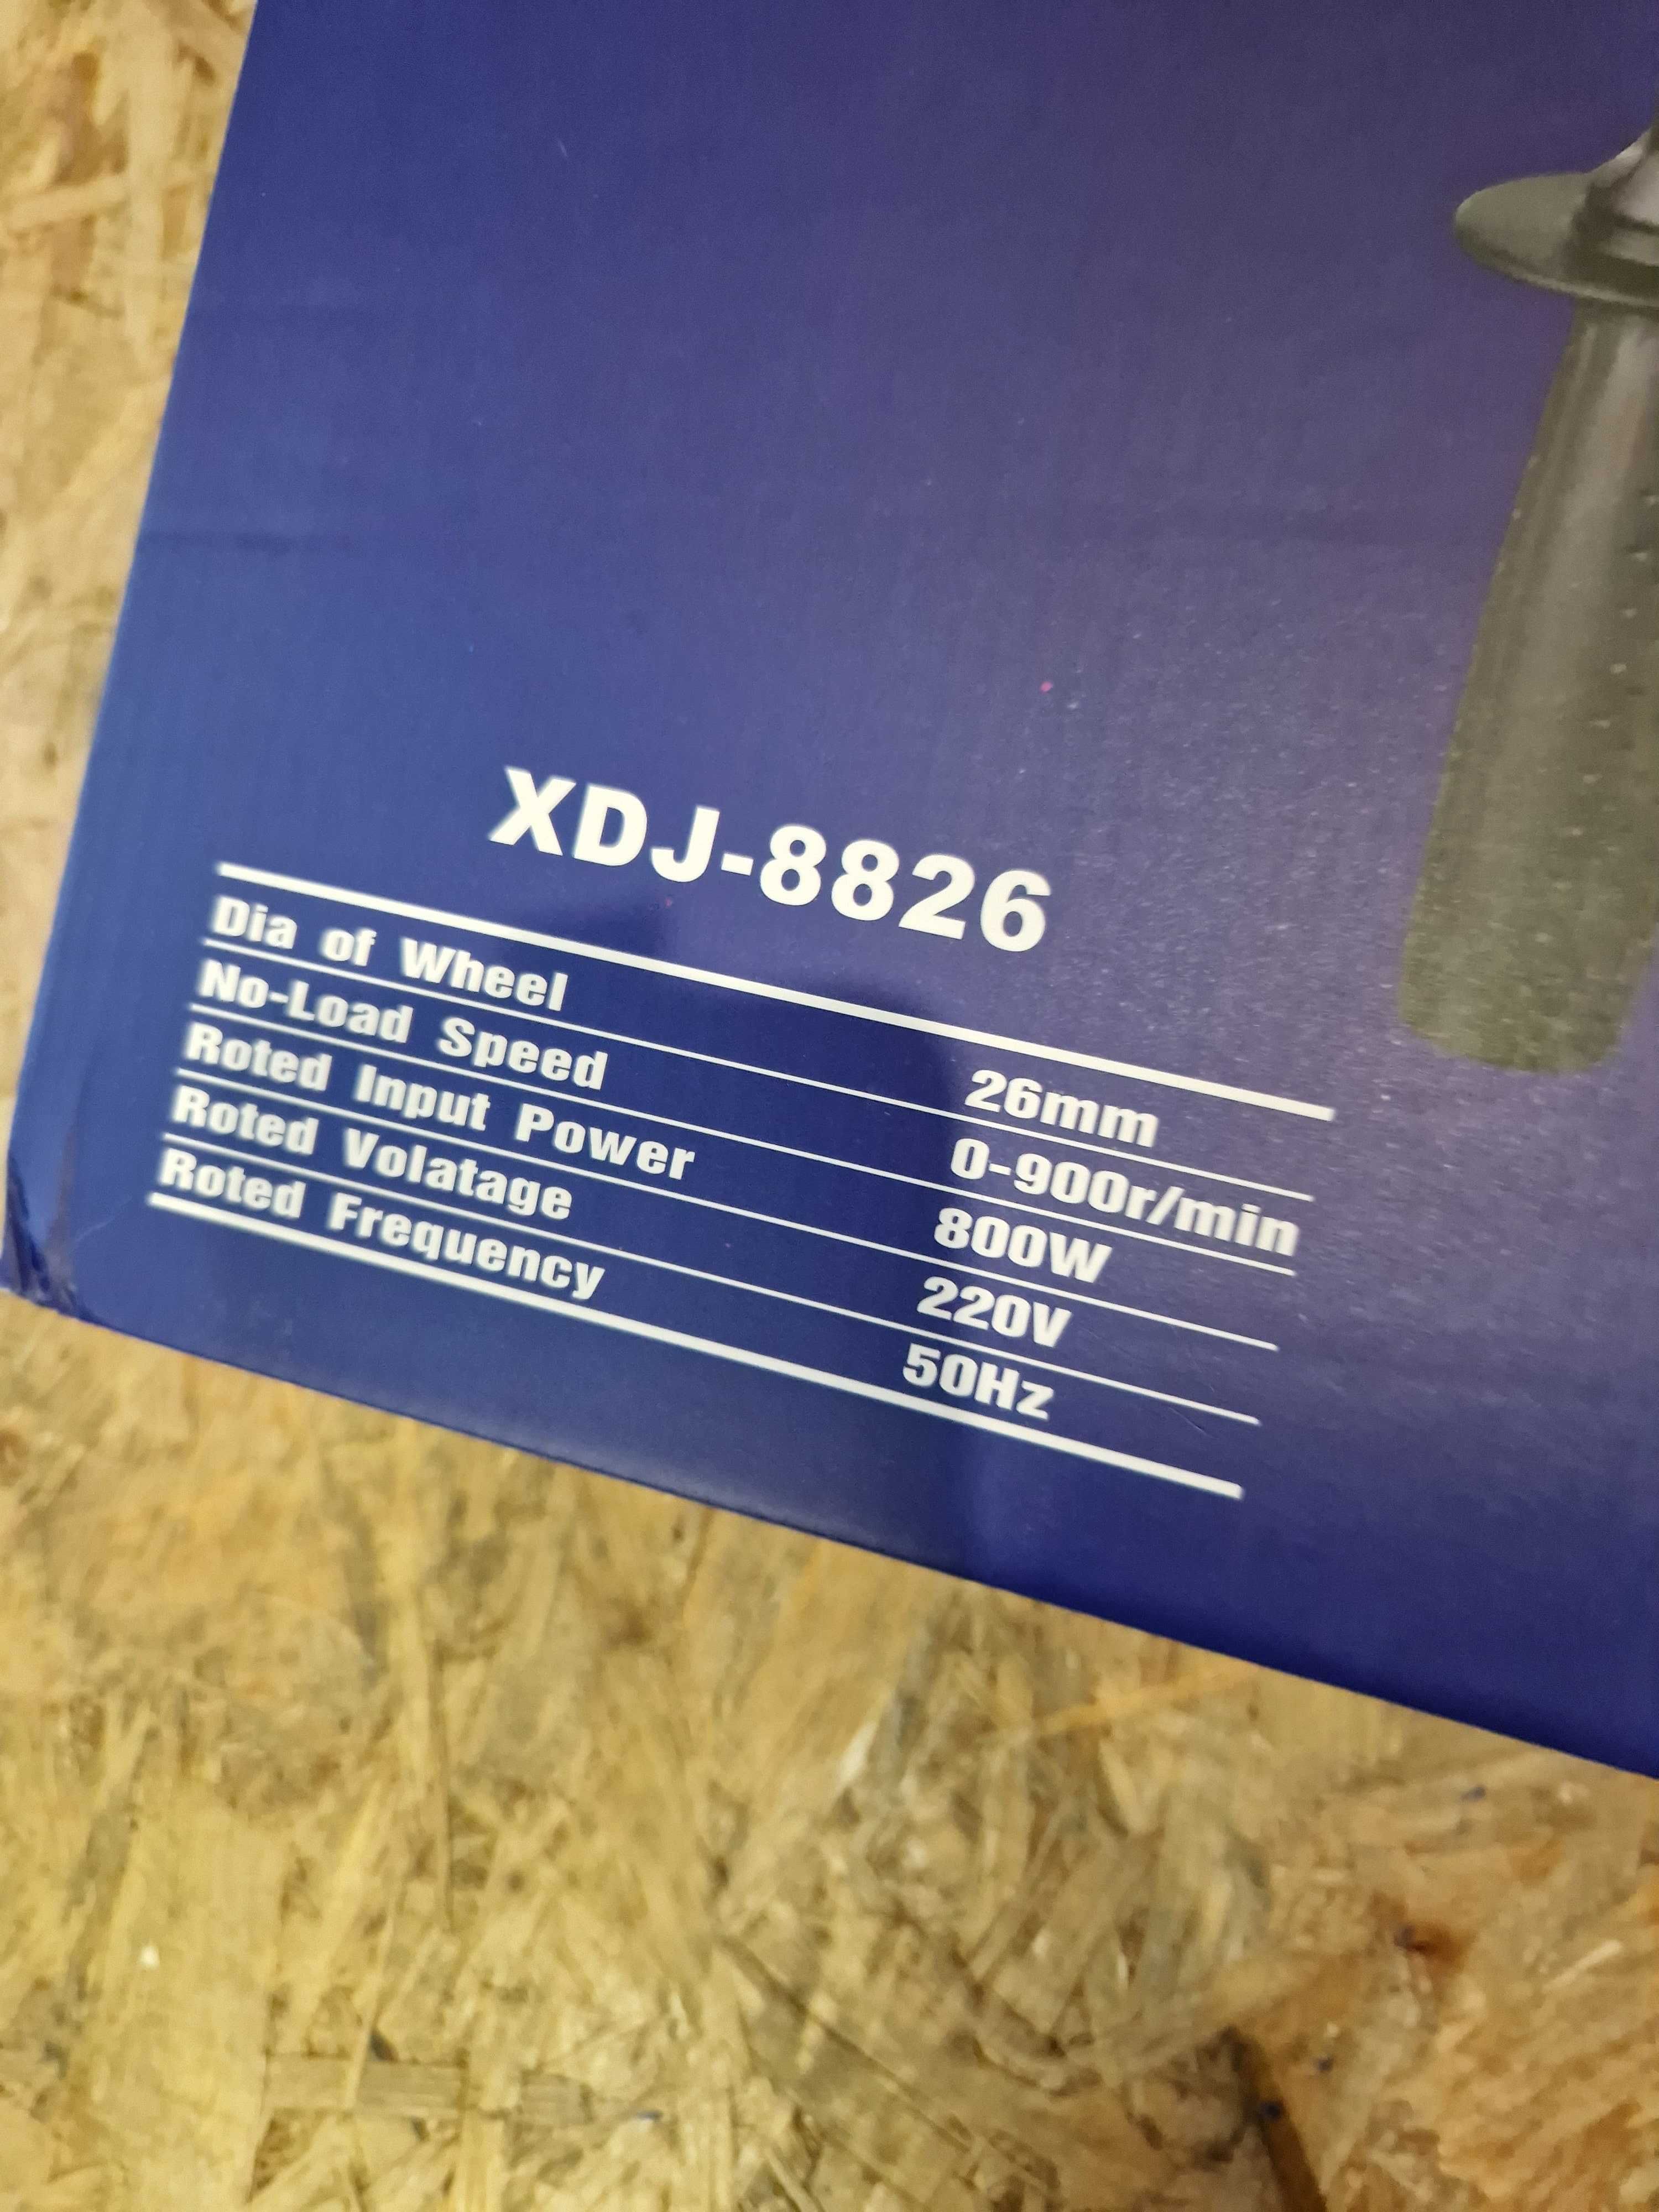 XDJ-8826
Dia of Wheel 26mm
No-Load Speed 0-900r/min
Roted Input Power 800W
Roted Volatage 220V
Roted Frequency 50Hz